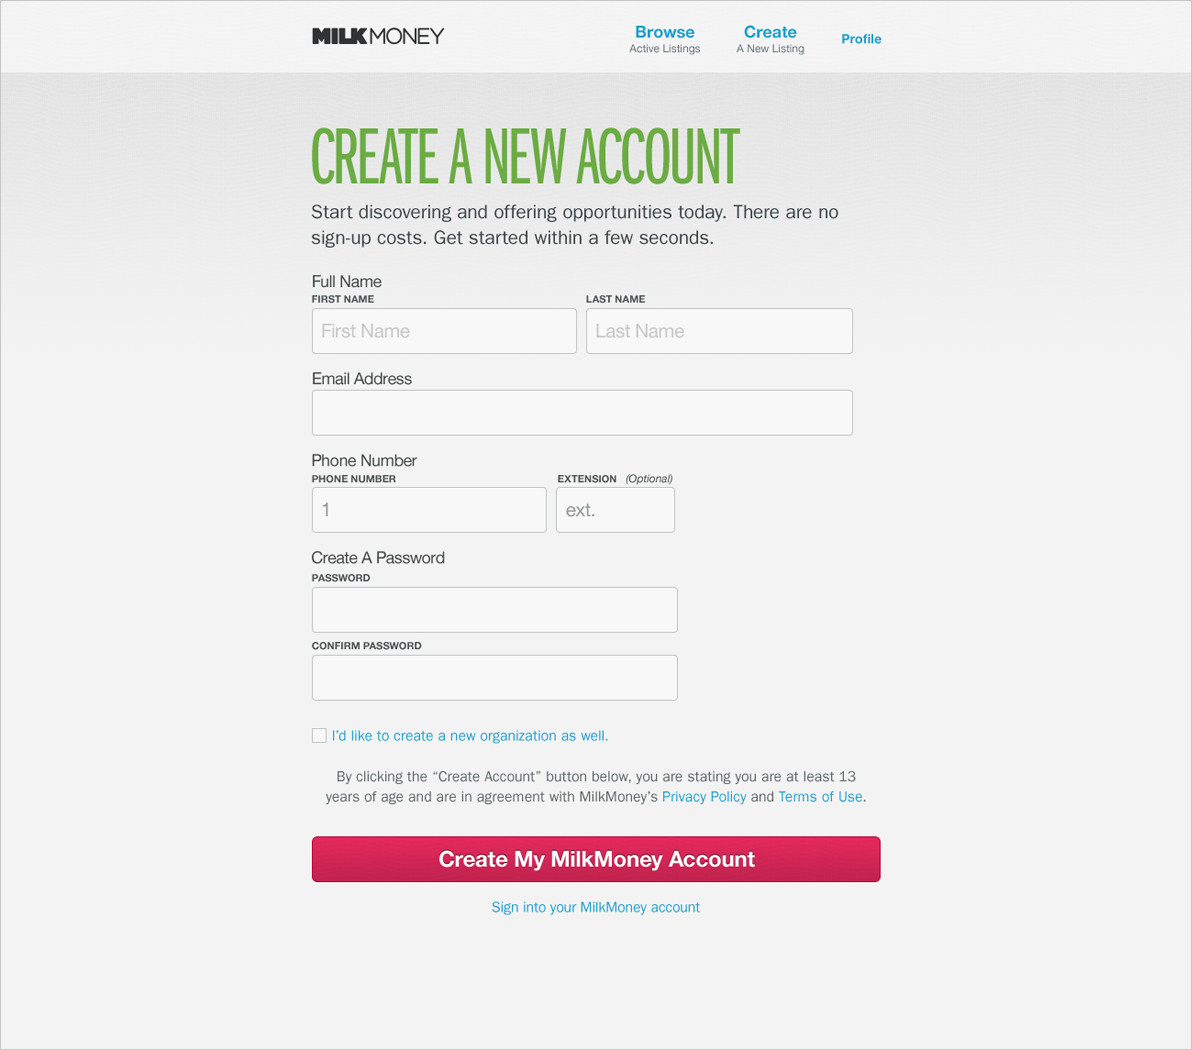 MILKMONEY
Browse
Active Listings
Create
A New Listing
Profile
CREATE A NEW ACCOUNT
Start discovering and offering opportunities today. There are no
sign-up costs. Get started within a few seconds.
Full Name
FIRST NAME LAST NAME
First Name Last Name
Email Address
Phone Number
PHONE NUMBER EXTENSION (Optional)
1 ext.
Create A Password
PASSWORD
CONFIRM PASSWORD
I’d like to create a new organization as well.
By clicking the “Create Account” button below, you are stating you are at least 13
years of age and are in agreement with MilkMoney’s Privacy Policy and Terms of Use.
Create My MilkMoney Account
Sign into your MilkMoney account